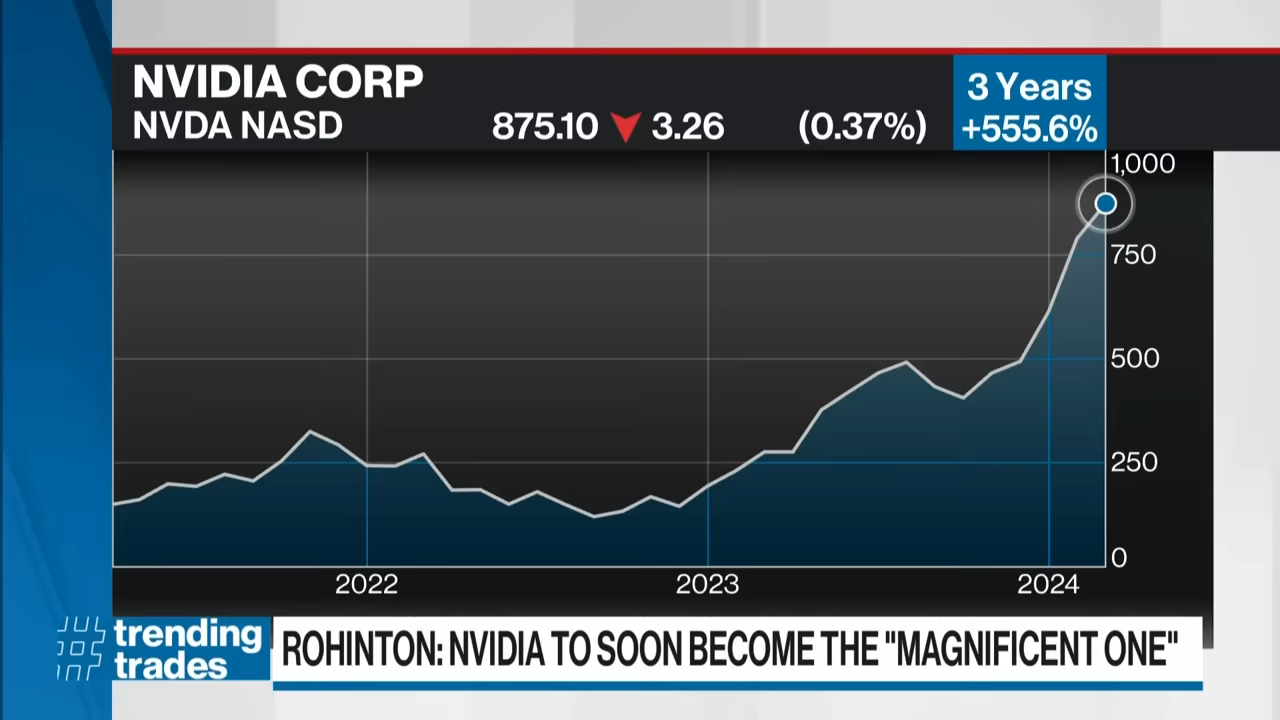 NVIDIA CORP
NVDA NASD
875.10 ▼ 3.26 (0.37%)
3 Years
+555.6%
1,000
750
500
250
0
2022 2023 2024
trending
trades
ROHINTON: NVIDIA TO SOON BECOME THE "MAGNIFICENT ONE"